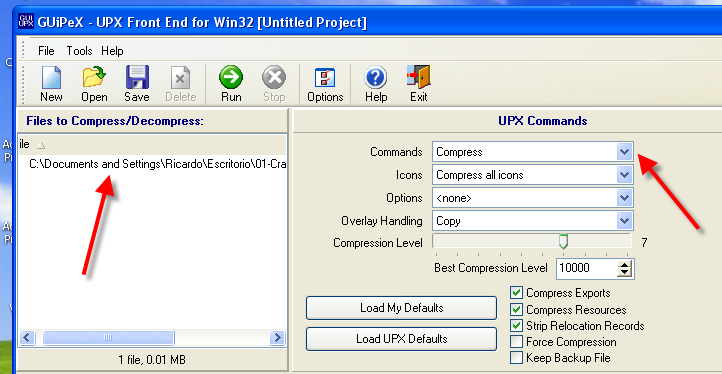 GUiPeX - UPX Front End for Win32 [Untitled Project]
File Tools Help
New Open Save Delete Run Stop Options Help Exit
Files to Compress/Decompress:
ile
C:\Documents and Settings\Ricardo\Escritorio\01-Cra
1 file, 0.01 MB
UPX Commands
Commands Compress
Icons Compress all icons
Options <none>
Overlay Handling Copy
Compression Level 7
Best Compression Level 10000
Load My Defaults
Load UPX Defaults
Compress Exports
Compress Resources
Strip Relocation Records
Force Compression
Keep Backup File